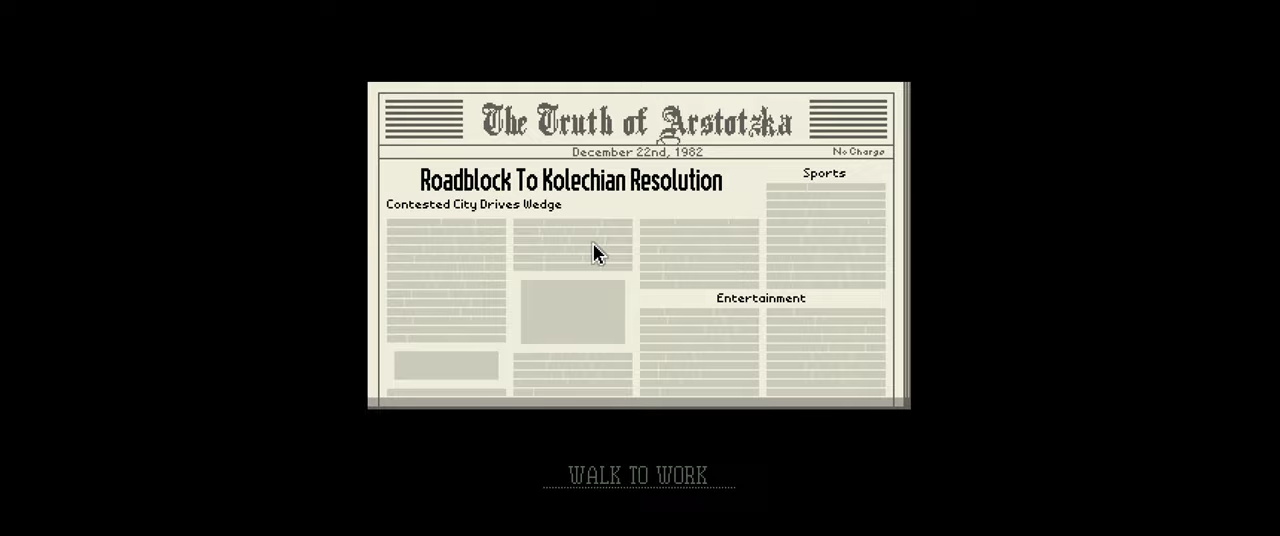 The Truth of Arstotzka
December 22nd, 1982
No Charge
Roadblock To Kolechian Resolution
Contested City Drives Wedge
Sports
Entertainment
WALK TO WORK